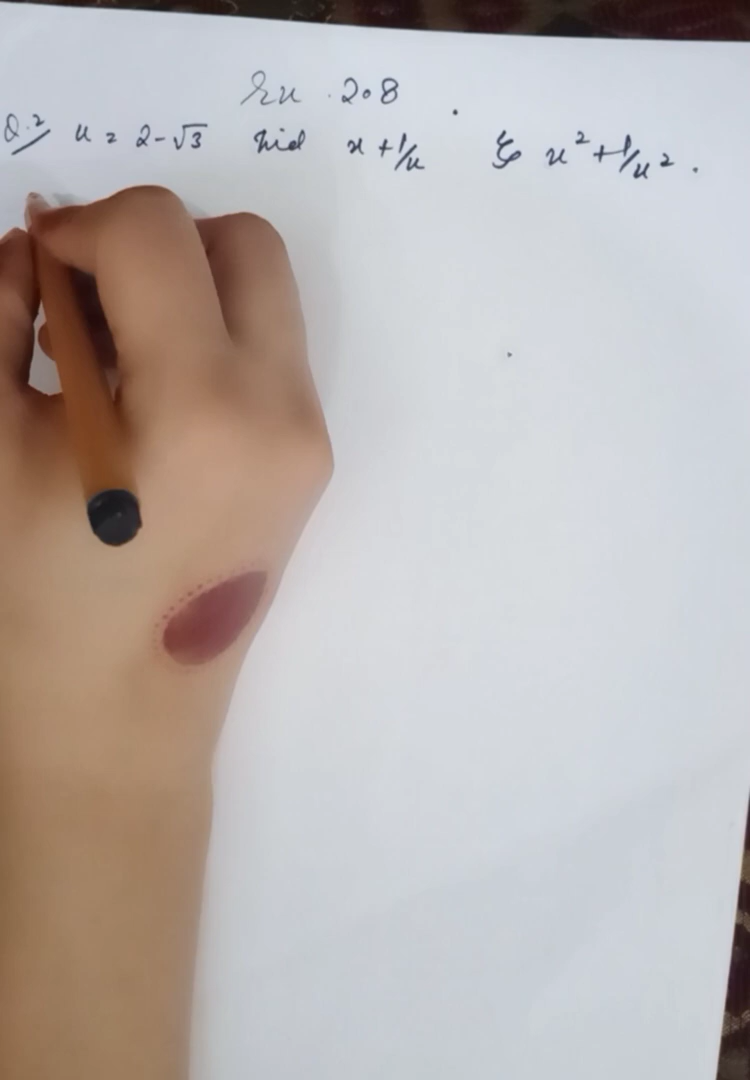 Ex . 2.8 .
Q.2 x = 2-√3 find x + 1/x & x² + 1/x² .